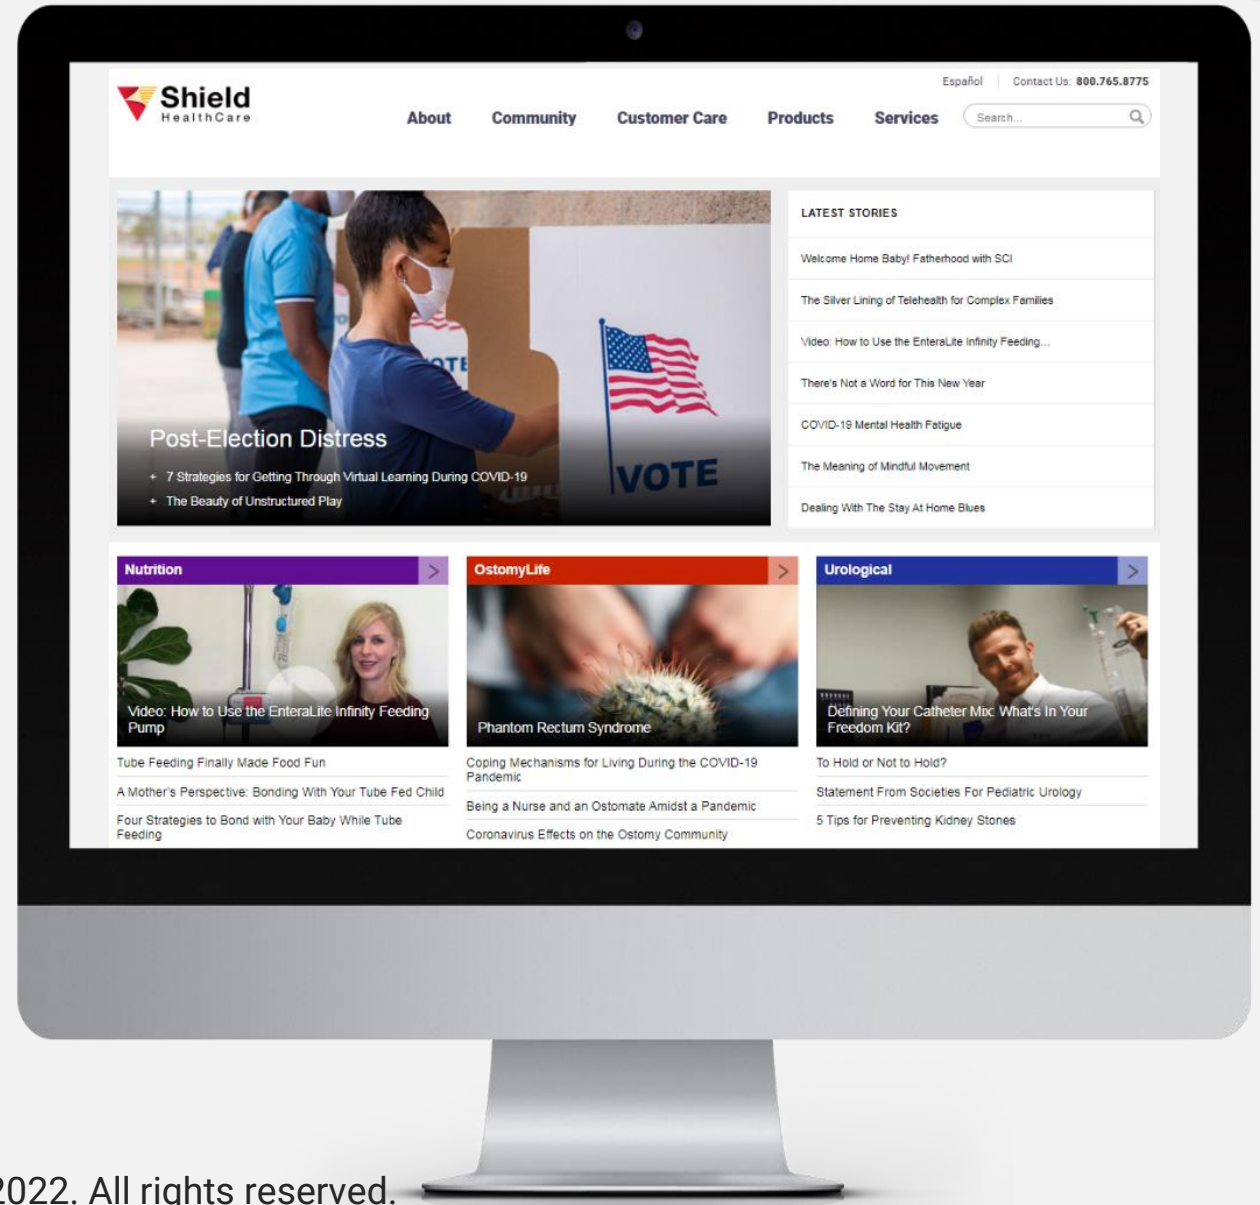 Shield
HealthCare
Español
Contact Us: 800.765.8775
About
Community
Customer Care
Products
Services
Search...
VOTE
Post-Election Distress
+ 7 Strategies for Getting Through Virtual Learning During COVID-19
+ The Beauty of Unstructured Play
LATEST STORIES
Welcome Home Baby! Fatherhood with SCI
The Silver Lining of Telehealth for Complex Families
Video: How to Use the EnteraLite Infinity Feeding...
There's Not a Word for This New Year
COVID-19 Mental Health Fatigue
The Meaning of Mindful Movement
Dealing With The Stay At Home Blues
Nutrition
>
Video: How to Use the EnteraLite Infinity Feeding
Pump
Tube Feeding Finally Made Food Fun
A Mother's Perspective: Bonding With Your Tube Fed Child
Four Strategies to Bond with Your Baby While Tube
Feeding
OstomyLife
>
Phantom Rectum Syndrome
Coping Mechanisms for Living During the COVID-19
Pandemic
Being a Nurse and an Ostomate Amidst a Pandemic
Coronavirus Effects on the Ostomy Community
Urological
>
Defining Your Catheter Mix: What's In Your
Freedom Kit?
To Hold or Not to Hold?
Statement From Societies For Pediatric Urology
5 Tips for Preventing Kidney Stones
2022. All rights reserved.